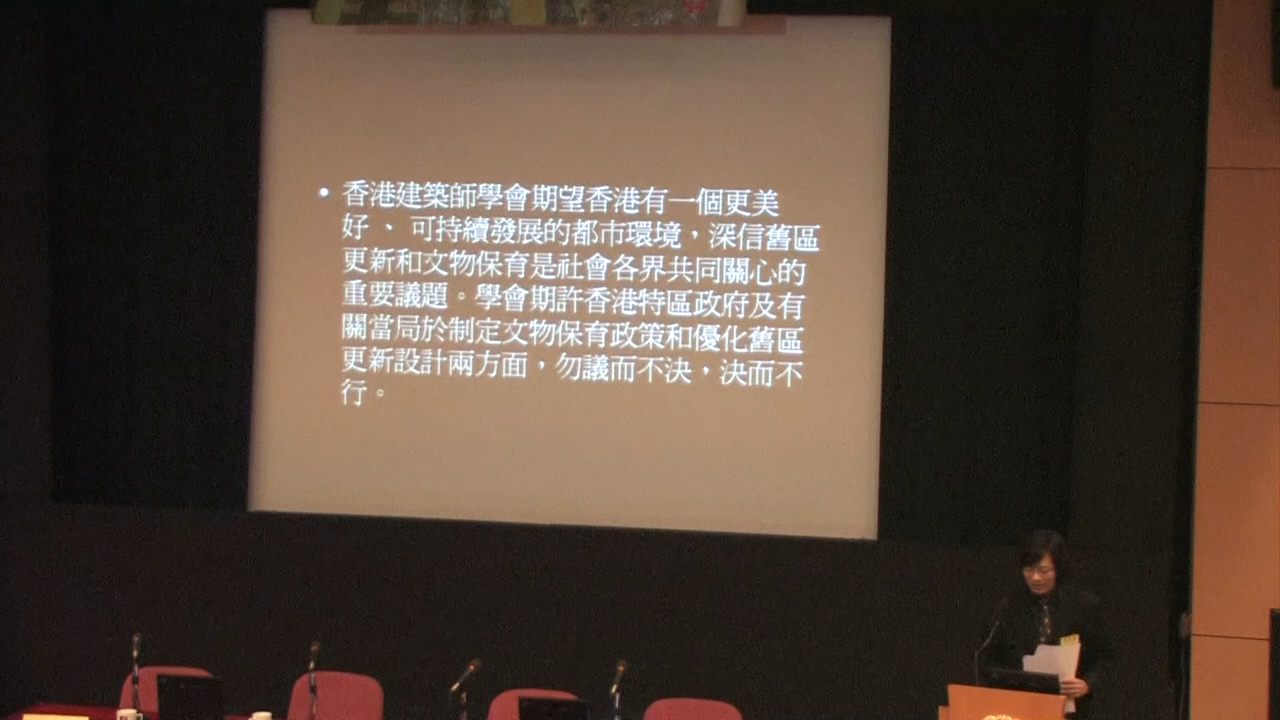 • 香港建築師學會期望香港有一個更美
好、可持續發展的都市環境，深信舊區
更新和文物保育是社會各界共同關心的
重要議題。學會期許香港特區政府及有
關當局於制定文物保育政策和優化舊區
更新設計兩方面，勿議而不決，決而不
行。